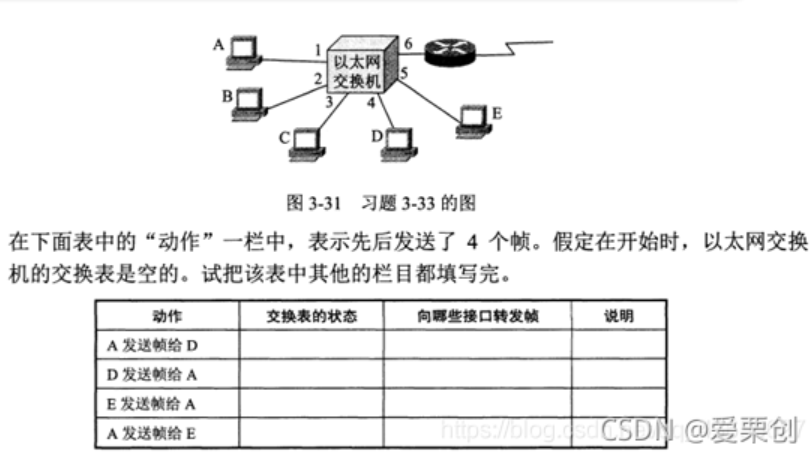 A
1
6
以太网
交换机
2
5
B
3
4
E
C
D
图 3-31 习题 3-33 的图
在下面表中的“动作”一栏中，表示先后发送了 4 个帧。假定在开始时，以太网交换
机的交换表是空的。试把该表中其他的栏目都填写完。
动作 交换表的状态 向哪些接口转发帧 说明
A 发送帧给 D
D 发送帧给 A
E 发送帧给 A
A 发送帧给 E
CSDN @爱栗创